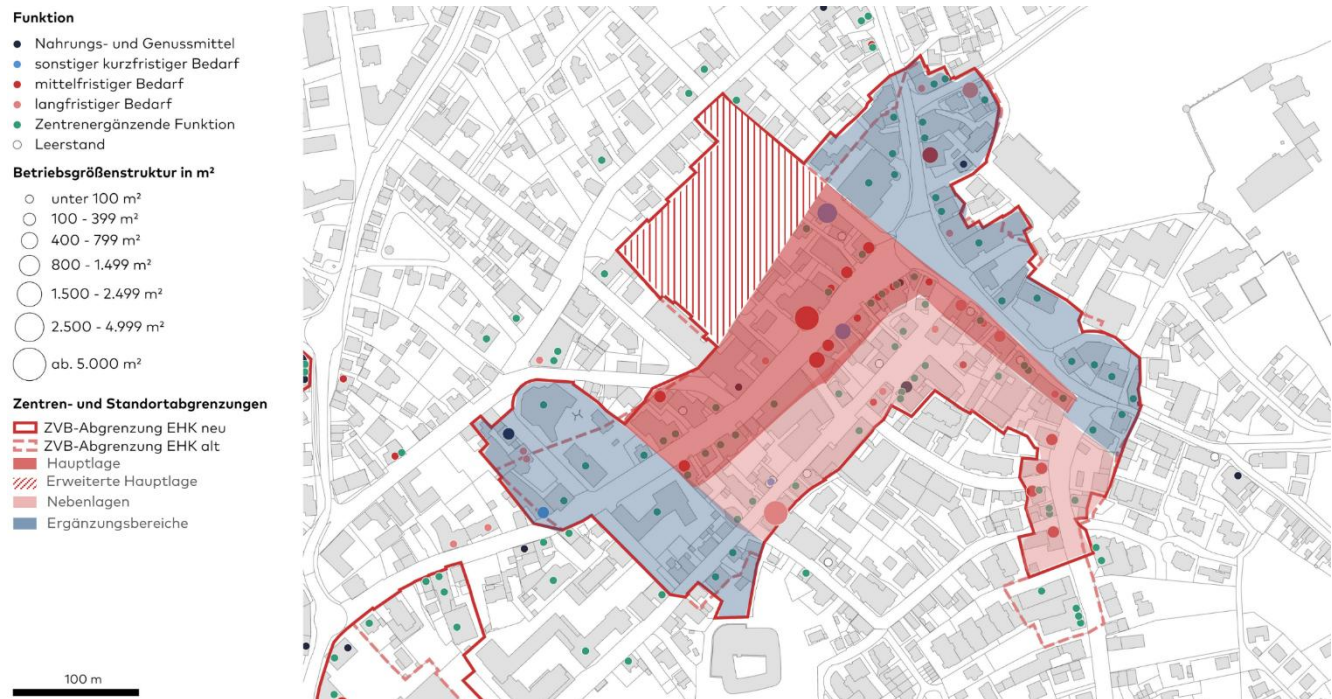 Funktion
Nahrungs- und Genussmittel
sonstiger kurzfristiger Bedarf
mittelfristiger Bedarf
langfristiger Bedarf
Zentrenergänzende Funktion
Leerstand
Betriebsgrößenstruktur in m²
unter 100 m²
100 - 399 m²
400 - 799 m²
800 - 1.499 m²
1.500 - 2.499 m²
2.500 - 4.999 m²
ab. 5.000 m²
Zentren- und Standortabgrenzungen
ZVB-Abgrenzung EHK neu
ZVB-Abgrenzung EHK alt
Hauptlage
Erweiterte Hauptlage
Nebenlagen
Ergänzungsbereiche
100 m